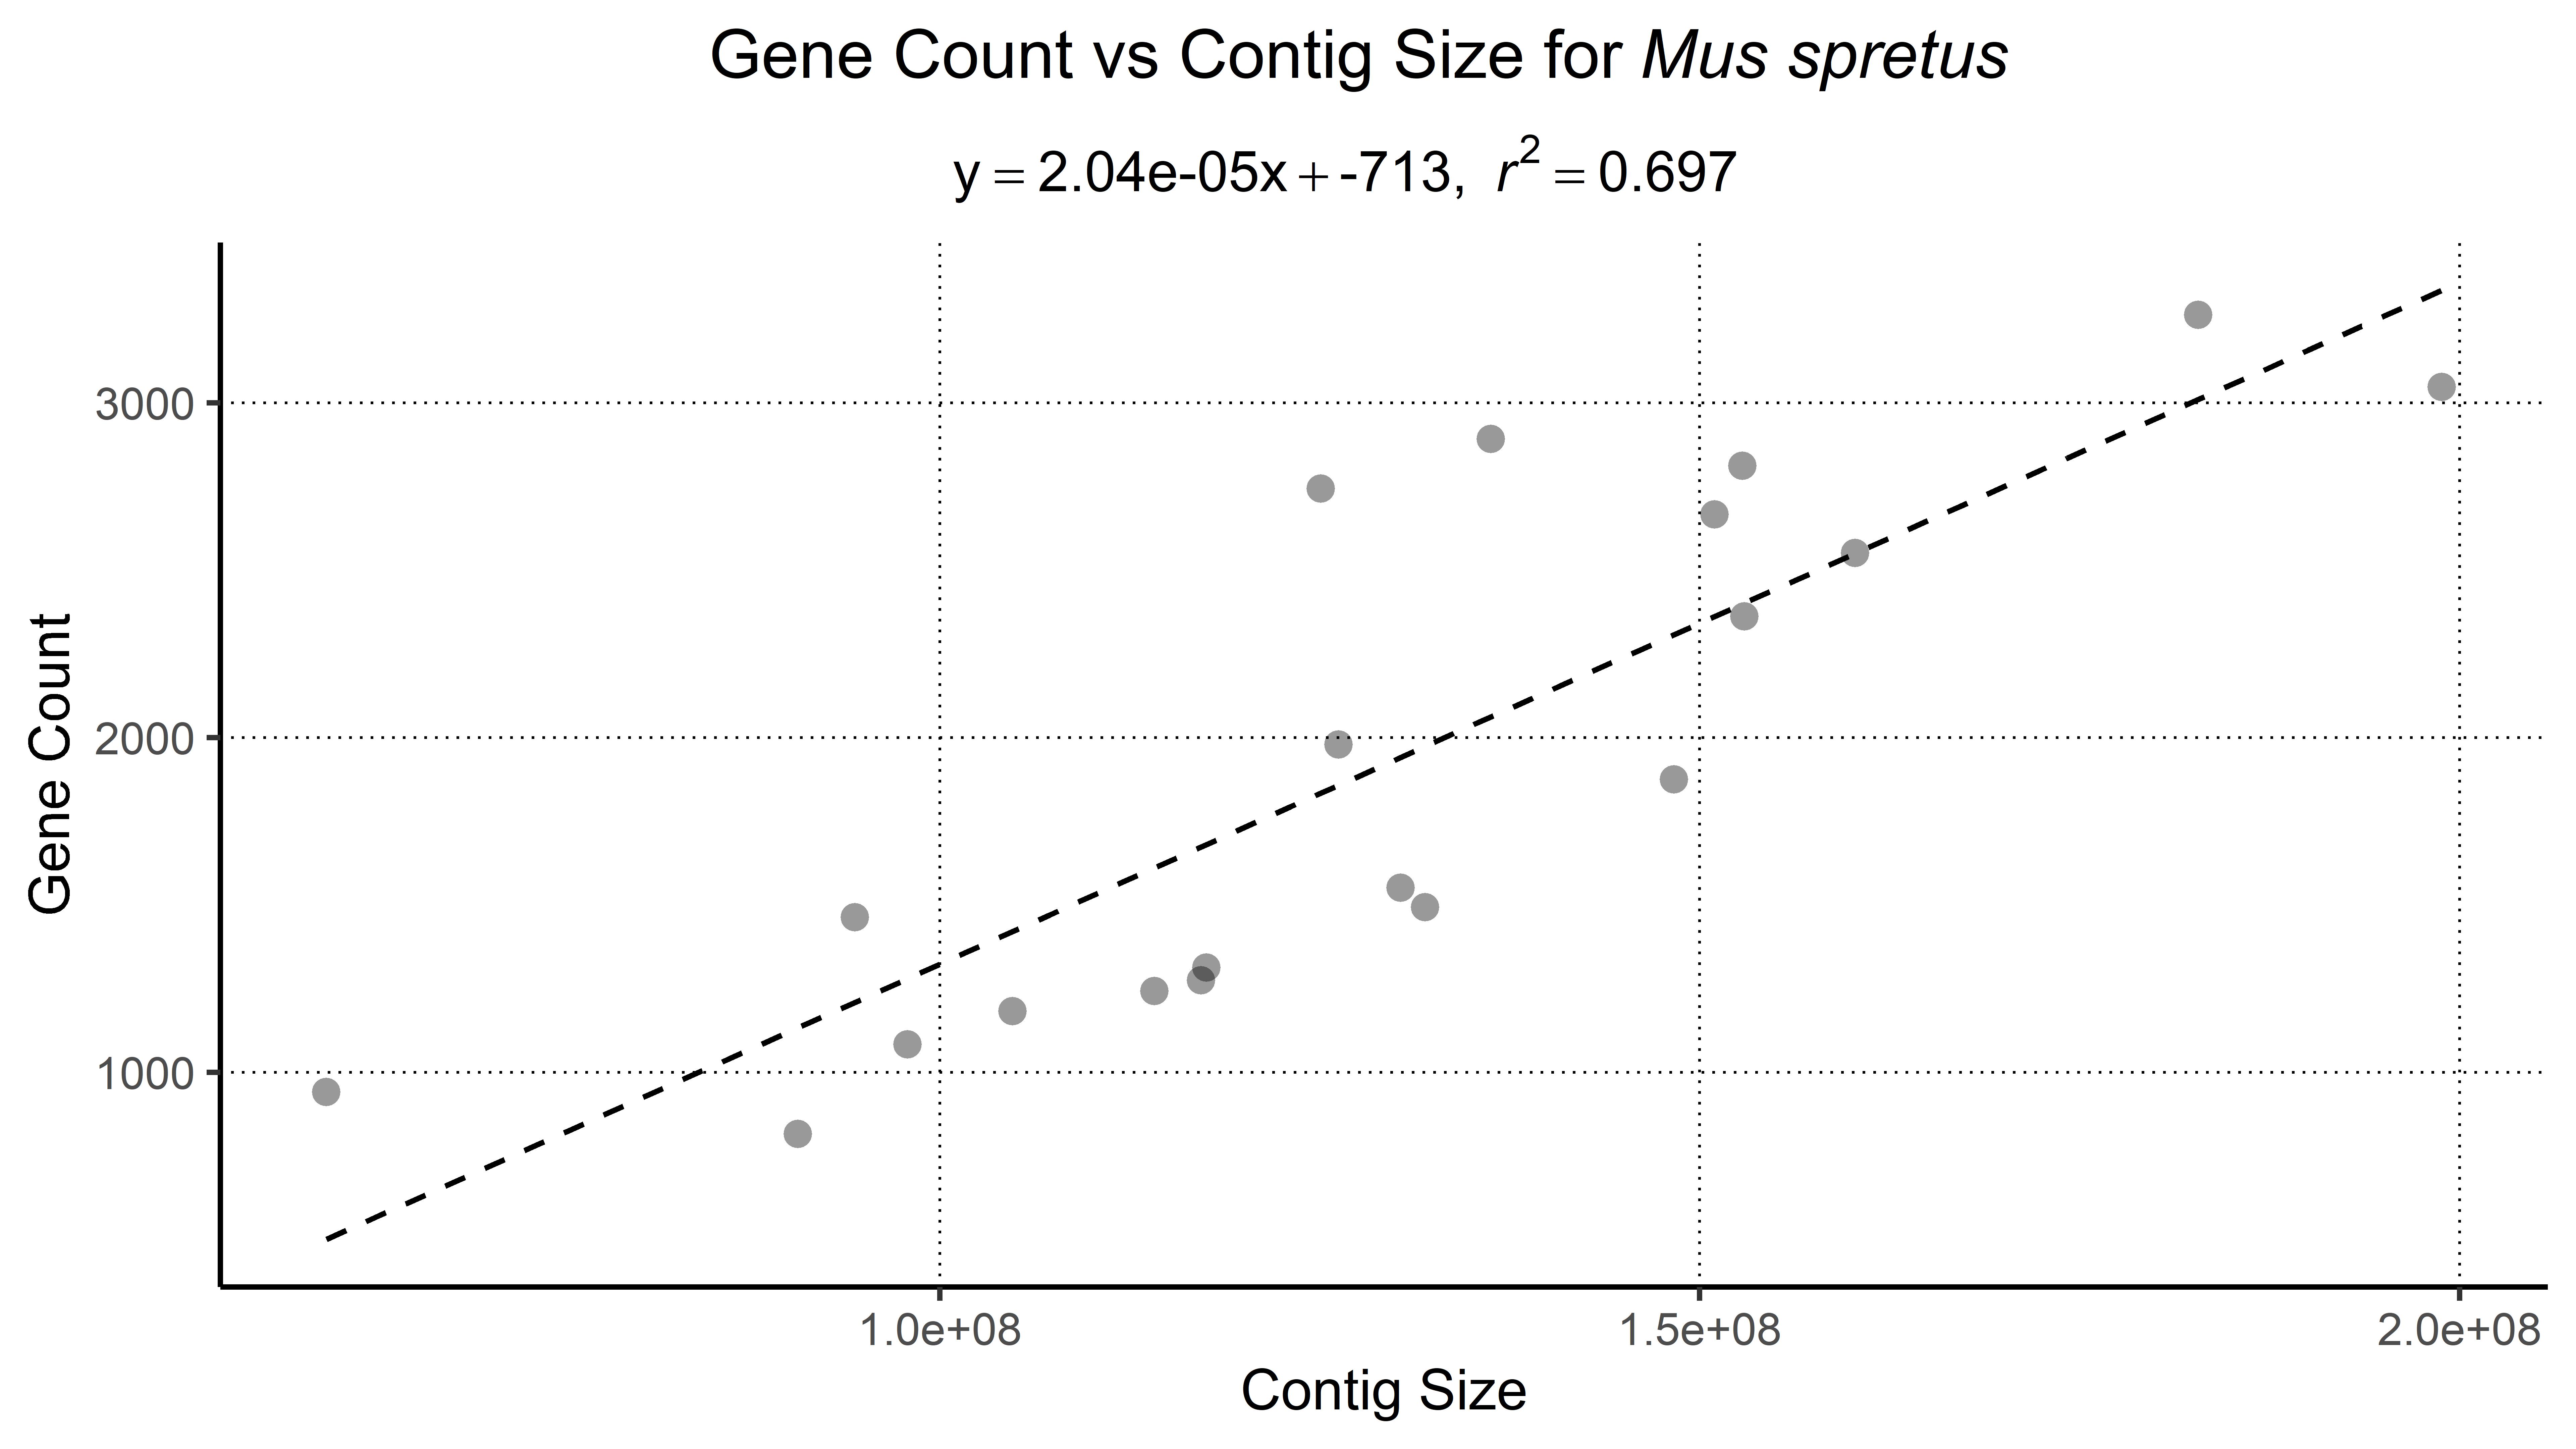 Gene Count vs Contig Size for Mus spretus
y = 2.04e-05x + -713, r² = 0.697
Gene Count
3000
2000
1000
1.0e+08 1.5e+08 2.0e+08
Contig Size